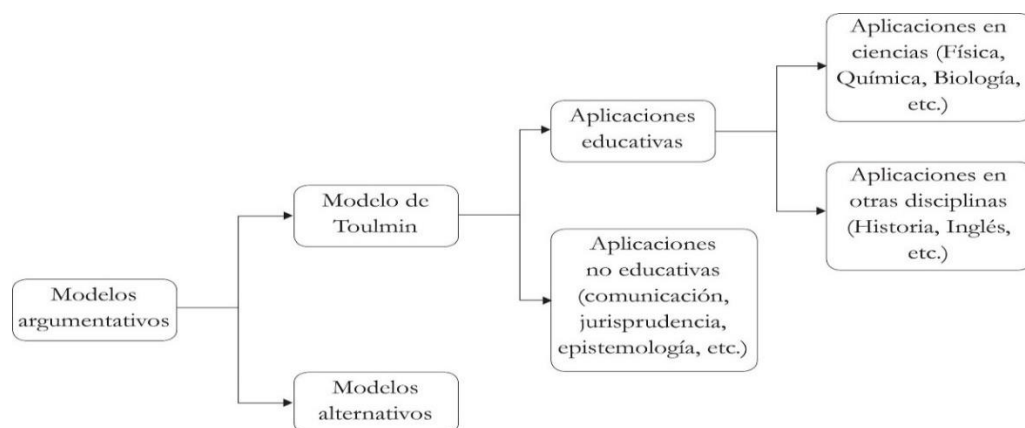 Modelos
argumentativos
Modelo de
Toulmin
Modelos
alternativos
Aplicaciones
educativas
Aplicaciones
no educativas
(comunicación,
jurisprudencia,
epistemología, etc.)
Aplicaciones en
ciencias (Física,
Química, Biología,
etc.)
Aplicaciones en
otras disciplinas
(Historia, Inglés,
etc.)